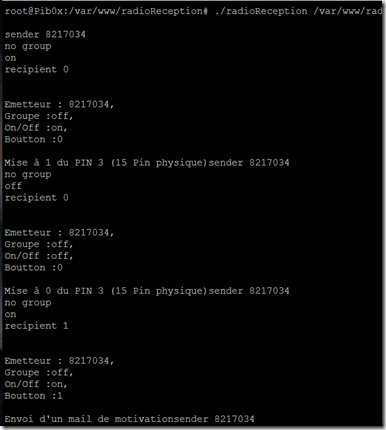 root@Pib0x:/var/www/radioReception# ./radioReception /var/www/rad
sender 8217034
no group
on
recipient 0
Emetteur : 8217034,
Groupe :off,
On/Off :on,
Boutton :0
Mise à 1 du PIN 3 (15 Pin physique)sender 8217034
no group
off
recipient 0
Emetteur : 8217034,
Groupe :off,
On/Off :off,
Boutton :0
Mise à 0 du PIN 3 (15 Pin physique)sender 8217034
no group
on
recipient 1
Emetteur : 8217034,
Groupe :off,
On/Off :on,
Boutton :1
Envoi d'un mail de motivationsender 8217034